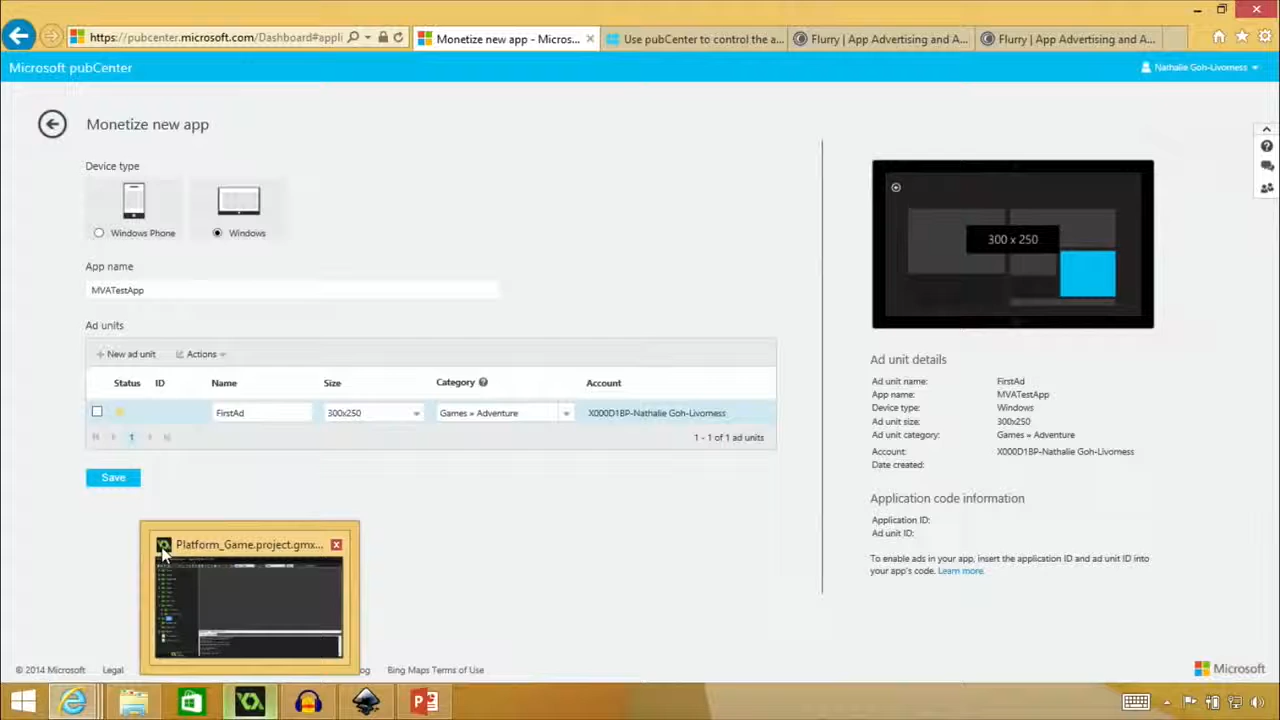 https://pubcenter.microsoft.com/Dashboard#appli
Monetize new app - Micros...
Use pubCenter to control the a...
Flurry | App Advertising and A...
Flurry | App Advertising and A...
Microsoft pubCenter
Nathalie Goh-Livorness
Monetize new app
Device type
Windows Phone
Windows
300 x 250
App name
MVATestApp
Ad units
New ad unit
Actions
Status ID Name Size Category Account
FirstAd 300x250 Games » Adventure X000D1BP-Nathalie Goh-Livorness
1
1 - 1 of 1 ad units
Save
Ad unit details
Ad unit name: FirstAd
App name: MVATestApp
Device type: Windows
Ad unit size: 300x250
Ad unit category: Games » Adventure
Account: X000D1BP-Nathalie Goh-Livorness
Date created:
Application code information
Application ID:
Ad unit ID:
To enable ads in your app, insert the application ID and ad unit ID into
your app's code. Learn more.
Platform_Game.project.gmx...
© 2014 Microsoft Legal og Bing Maps Terms of Use
Microsoft